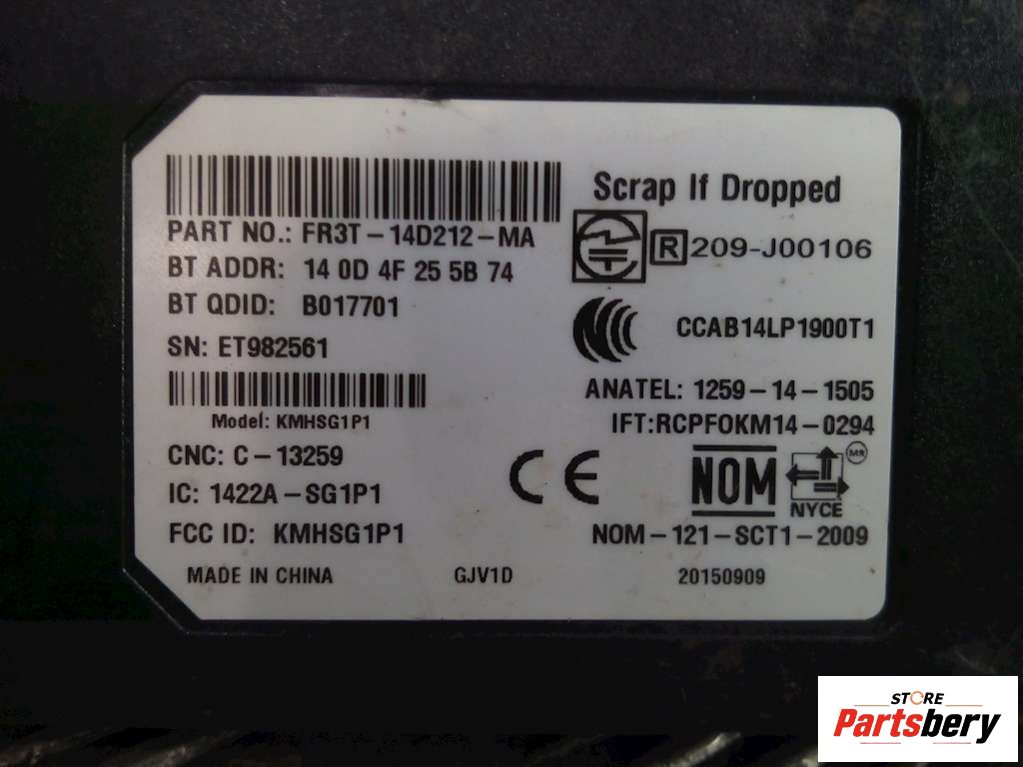 Scrap If Dropped
PART NO.: FR3T-14D212-MA
BT ADDR: 14 0D 4F 25 5B 74
BT QDID: B017701
SN: ET982561
Model: KMHSG1P1
CNC: C-13259
IC: 1422A-SG1P1
FCC ID: KMHSG1P1
MADE IN CHINA
GJV1D
R 209-J00106
CCAB14LP1900T1
ANATEL: 1259-14-1505
IFT:RCPFOKM14-0294
CE
NOM
MR
NYCE
NOM-121-SCT1-2009
20150909
STORE
Partsbery